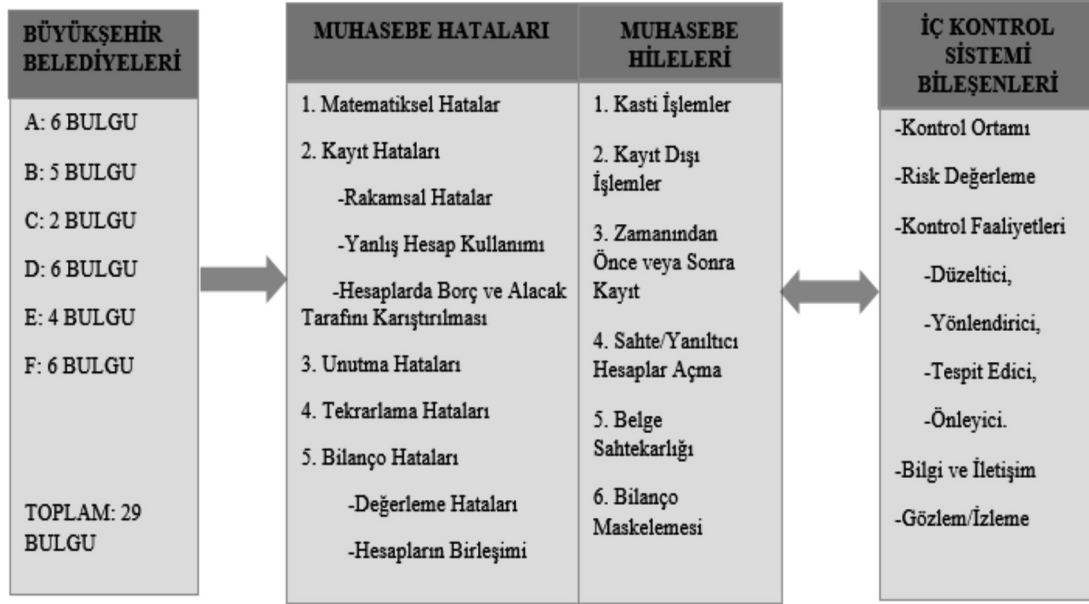 BÜYÜKŞEHİR
BELEDİYELERİ
A: 6 BULGU
B: 5 BULGU
C: 2 BULGU
D: 6 BULGU
E: 4 BULGU
F: 6 BULGU
TOPLAM: 29
BULGU
MUHASEBE HATALARI
1. Matematiksel Hatalar
2. Kayıt Hataları
-Rakamsal Hatalar
-Yanlış Hesap Kullanımı
-Hesaplarda Borç ve Alacak
Tarafını Karıştırılması
3. Unutma Hataları
4. Tekrarlama Hataları
5. Bilanço Hataları
-Değerleme Hataları
-Hesapların Birleşimi
MUHASEBE
HİLELERİ
1. Kasti İşlemler
2. Kayıt Dışı
İşlemler
3. Zamanından
Önce veya Sonra
Kayıt
4. Sahte/Yanıltıcı
Hesaplar Açma
5. Belge
Sahtekarlığı
6. Bilanço
Maskelemesi
İÇ KONTROL
SİSTEMİ
BİLEŞENLERİ
-Kontrol Ortamı
-Risk Değerleme
-Kontrol Faaliyetleri
-Düzeltici,
-Yönlendirici,
-Tespit Edici,
-Önleyici.
-Bilgi ve İletişim
-Gözlem/İzleme